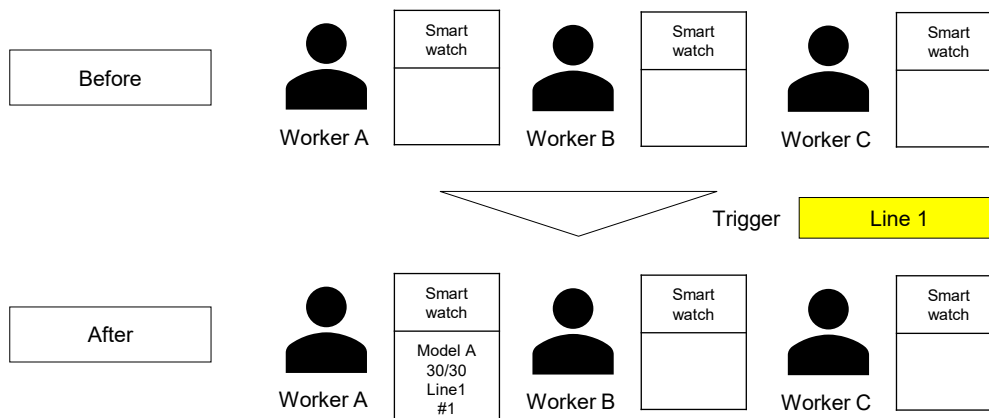 Before
Smart
watch
Worker A
Smart
watch
Worker B
Smart
watch
Worker C
Trigger
Line 1
After
Smart
watch
Model A
30/30
Line1
#1
Worker A
Smart
watch
Worker B
Smart
watch
Worker C